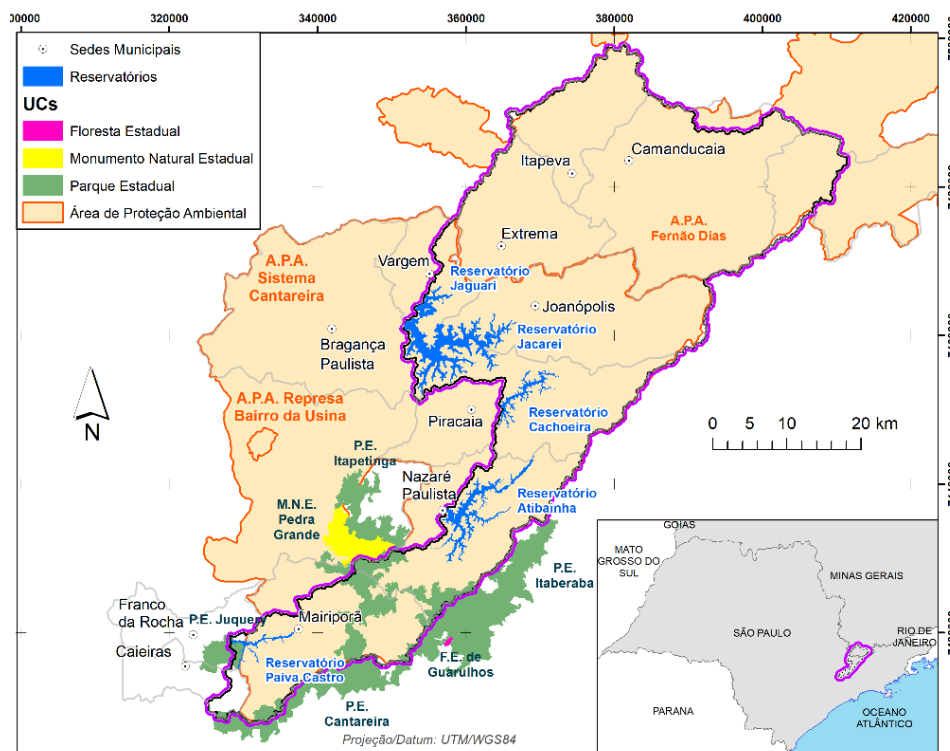 00000
320000
340000
360000
380000
400000
420000
Sedes Municipais
Reservatórios
UCs
Floresta Estadual
Monumento Natural Estadual
Parque Estadual
Área de Proteção Ambiental
Itapeva
Camanducaia
A.P.A.
Fernão Dias
Extrema
Vargem
Reservatório
Jaguari
A.P.A.
Sistema
Cantareira
Joanópolis
Reservatório
Jacarei
Bragança
Paulista
A.P.A. Represa
Bairro da Usina
Piracaia
Reservatório
Cachoeira
N
0 5 10 20 km
P.E.
Itapetinga
Nazaré
Paulista
Reservatório
Atibainha
M.N.E.
Pedra
Grande
P.E.
Itaberaba
Franco
da Rocha
P.E. Juquery
Mairiporã
Caieiras
Reservatório
Paiva Castro
F.E. de
Guarulhos
P.E.
Cantareira
Projeção/Datum: UTM/WGS84
GOIAS
MATO
GROSSO DO
SUL
MINAS GERAIS
SÃO PAULO
RIO DE
JANEIRO
PARANA
OCEANO
ATLÂNTICO